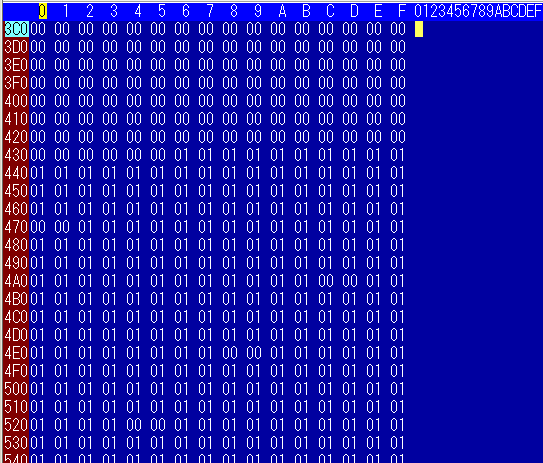 0 1 2 3 4 5 6 7 8 9 A B C D E F 0123456789ABCDEF
3C0 00 00 00 00 00 00 00 00 00 00 00 00 00 00 00 00
3D0 00 00 00 00 00 00 00 00 00 00 00 00 00 00 00 00
3E0 00 00 00 00 00 00 00 00 00 00 00 00 00 00 00 00
3F0 00 00 00 00 00 00 00 00 00 00 00 00 00 00 00 00
400 00 00 00 00 00 00 00 00 00 00 00 00 00 00 00 00
410 00 00 00 00 00 00 00 00 00 00 00 00 00 00 00 00
420 00 00 00 00 00 00 00 00 00 00 00 00 00 00 00 00
430 00 00 00 00 00 00 01 01 01 01 01 01 01 01 01 01
440 01 01 01 01 01 01 01 01 01 01 01 01 01 01 01 01
450 01 01 01 01 01 01 01 01 01 01 01 01 01 01 01 01
460 01 01 01 01 01 01 01 01 01 01 01 01 01 01 01 01
470 00 00 01 01 01 01 01 01 01 01 01 01 01 01 01 01
480 01 01 01 01 01 01 01 01 01 01 01 01 01 01 01 01
490 01 01 01 01 01 01 01 01 01 01 01 01 01 01 01 01
4A0 01 01 01 01 01 01 01 01 01 01 01 01 00 00 01 01
4B0 01 01 01 01 01 01 01 01 01 01 01 01 01 01 01 01
4C0 01 01 01 01 01 01 01 01 01 01 01 01 01 01 01 01
4D0 01 01 01 01 01 01 01 01 01 01 01 01 01 01 01 01
4E0 01 01 01 01 01 01 01 01 00 00 01 01 01 01 01 01
4F0 01 01 01 01 01 01 01 01 01 01 01 01 01 01 01 01
500 01 01 01 01 01 01 01 01 01 01 01 01 01 01 01 01
510 01 01 01 01 01 01 01 01 01 01 01 01 01 01 01 01
520 01 01 01 01 00 00 01 01 01 01 01 01 01 01 01 01
530 01 01 01 01 01 01 01 01 01 01 01 01 01 01 01 01
540 01 01 01 01 01 01 01 01 01 01 01 01 01 01 01 01